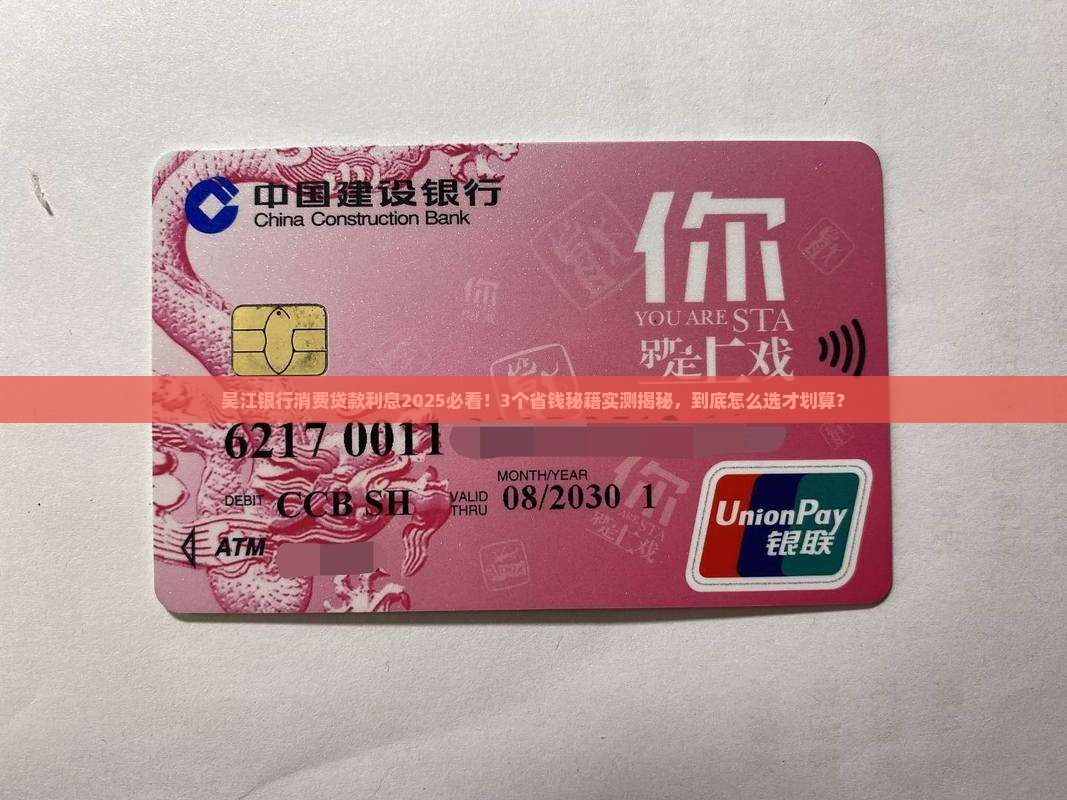 中国建设银行
China Construction Bank
你
YOU ARE STA
是上戏
吴江银行消费贷款利息2025必看！3个省钱秘籍实测揭秘，到底怎么选才划算？
6217 0011
MONTH/YEAR
DEBIT CCB SH VALID THRU 08/2030 1
ATM
UnionPay
银联
你